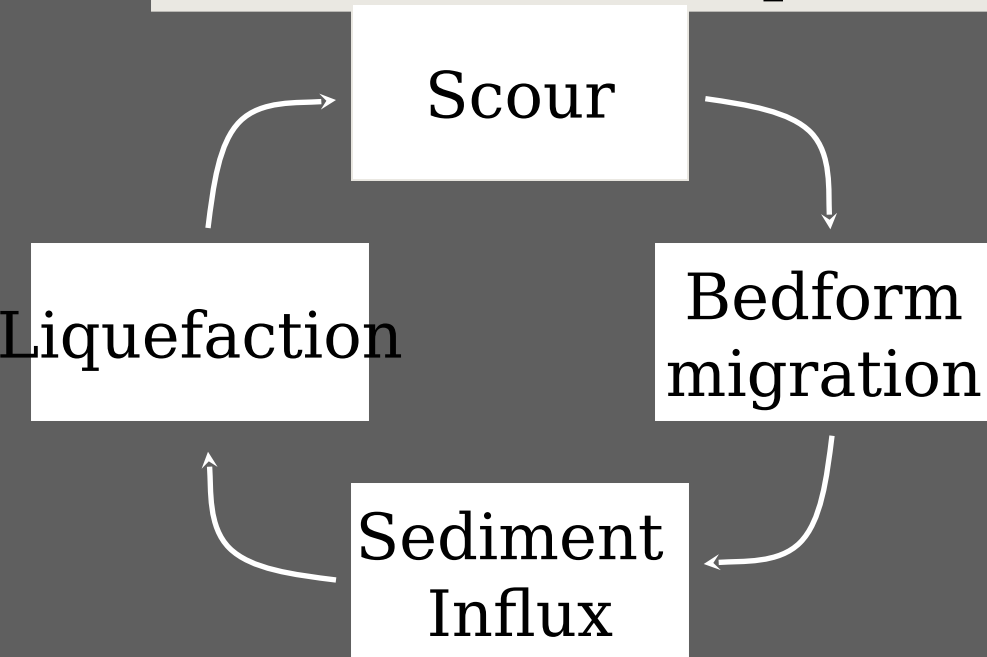 Scour
Liquefaction
Bedform
migration
Sediment
Influx